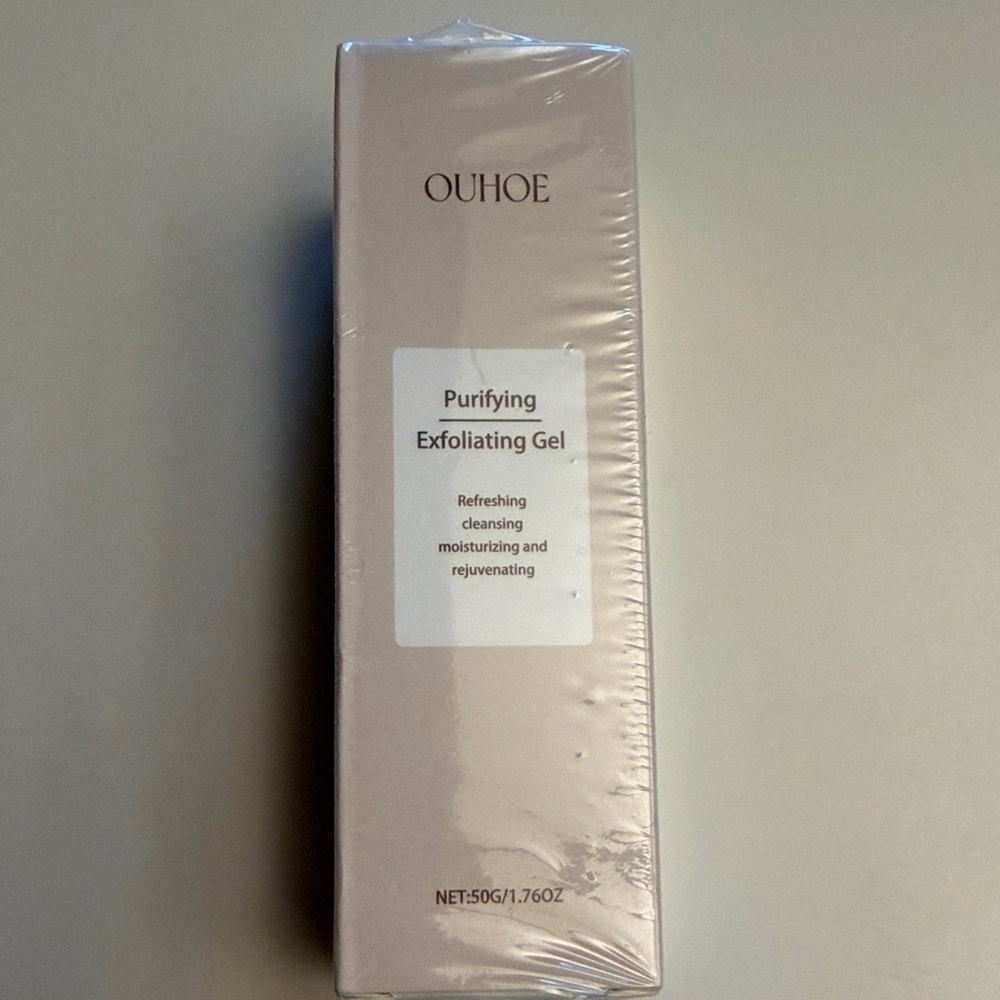 OUHOE
Purifying
Exfoliating Gel
Refreshing
cleansing
moisturizing and
rejuvenating
NET:50G/1.76OZ